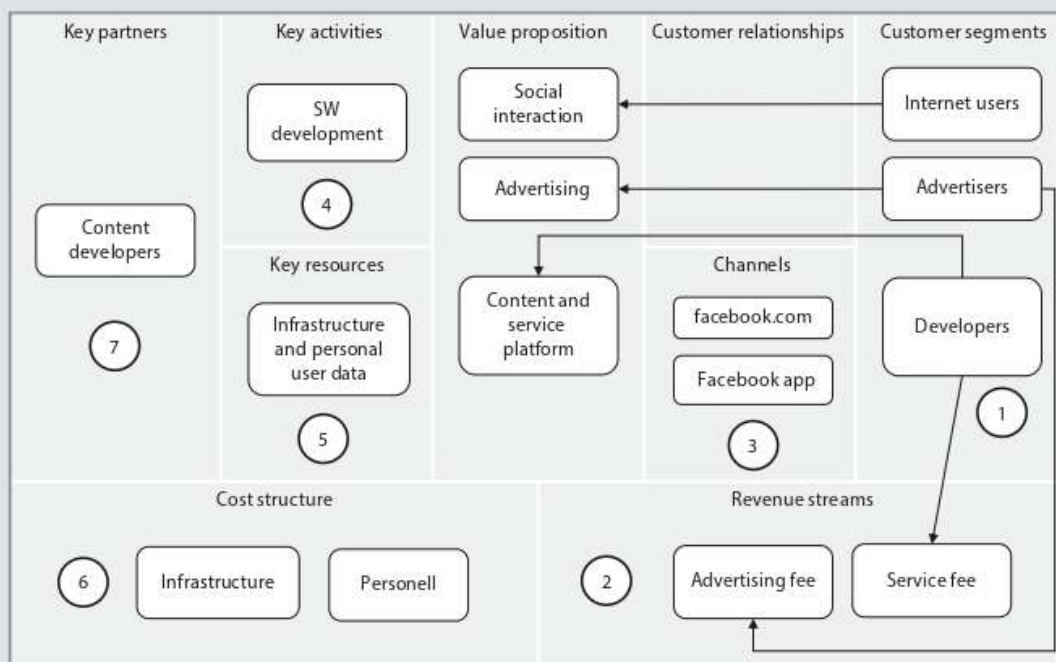 Key partners
Content
developers
7
Key activities
SW
development
4
Key resources
Infrastructure
and personal
user data
5
Value proposition
Social
interaction
Advertising
Content and
service
platform
Customer relationships
Channels
facebook.com
Facebook app
3
Customer segments
Internet users
Advertisers
Developers
1
Cost structure
6
Infrastructure
Personell
Revenue streams
2
Advertising fee
Service fee